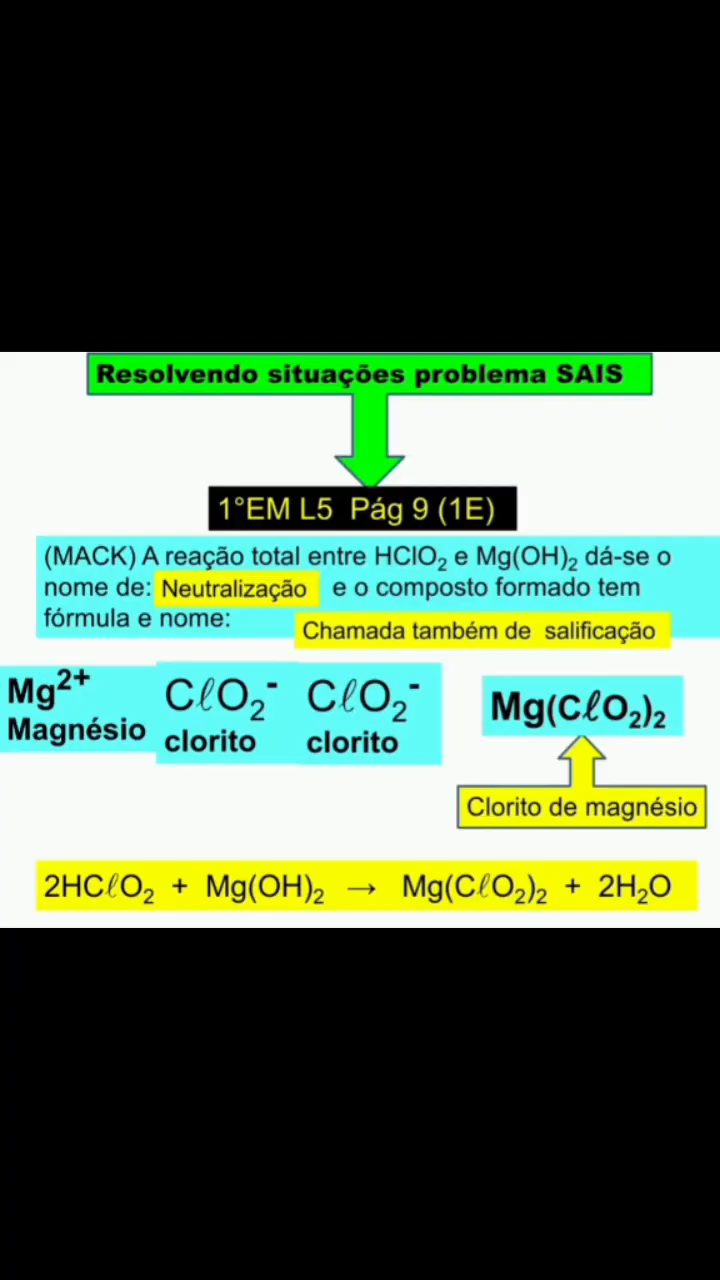 Resolvendo situações problema SAIS
1°EM L5 Pág 9 (1E)
(MACK) A reação total entre HClO₂ e Mg(OH)₂ dá-se o
nome de: Neutralização e o composto formado tem
fórmula e nome: Chamada também de salificação
Mg²⁺ CℓO₂⁻ CℓO₂⁻ Mg(CℓO₂)₂
Magnésio clorito clorito
Clorito de magnésio
2HCℓO₂ + Mg(OH)₂ → Mg(CℓO₂)₂ + 2H₂O